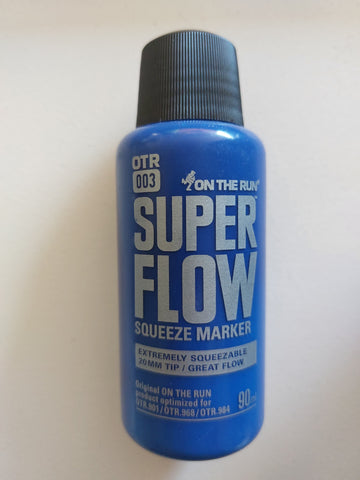 OTR
003
ON THE RUN
SUPER
FLOW
SQUEEZE MARKER
EXTREMELY SQUEEZABLE
20MM TIP / GREAT FLOW
Original ON THE RUN
product optimized for
OTR.901 / OTR.968 / OTR.984
90ml